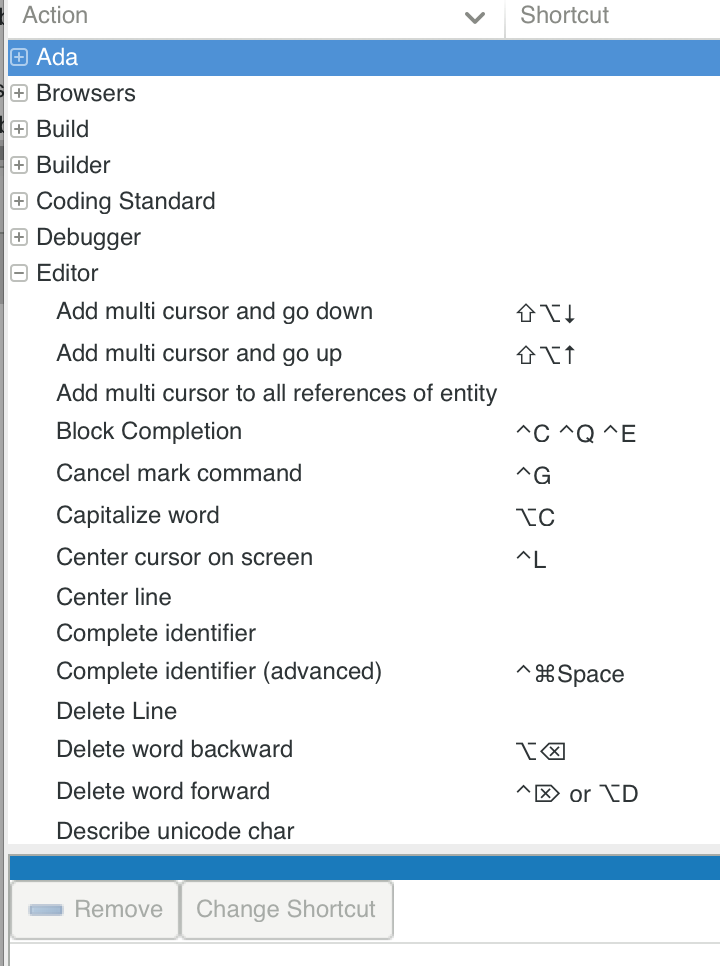 Action Shortcut
Ada
Browsers
Build
Builder
Coding Standard
Debugger
Editor
Add multi cursor and go down ⇧⌥↓
Add multi cursor and go up ⇧⌥↑
Add multi cursor to all references of entity
Block Completion ^C ^Q ^E
Cancel mark command ^G
Capitalize word ⌥C
Center cursor on screen ^L
Center line
Complete identifier
Complete identifier (advanced) ^⌘Space
Delete Line
Delete word backward ⌥⌫
Delete word forward ^⌦ or ⌥D
Describe unicode char
Remove Change Shortcut